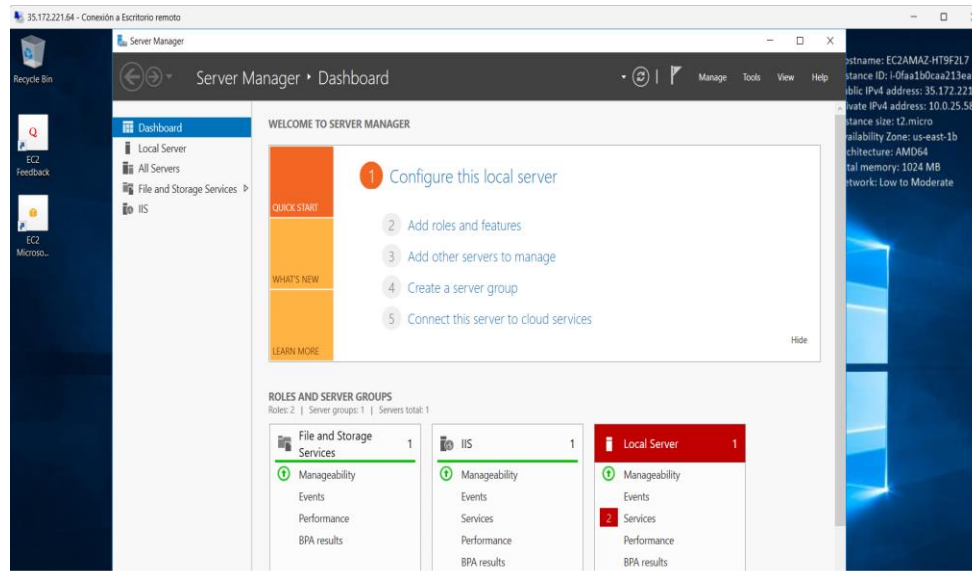 35.172.221.64 - Conexión a Escritorio remoto
Recycle Bin
EC2
Feedback
EC2
Microso...
Server Manager
Server Manager • Dashboard
Manage Tools View Help
Dashboard
Local Server
All Servers
File and Storage Services
IIS
WELCOME TO SERVER MANAGER
QUICK START
WHAT'S NEW
LEARN MORE
1 Configure this local server
2 Add roles and features
3 Add other servers to manage
4 Create a server group
5 Connect this server to cloud services
Hide
ROLES AND SERVER GROUPS
Roles: 2 | Server groups: 1 | Servers total: 1
File and Storage
Services 1
Manageability
Events
Performance
BPA results
IIS 1
Manageability
Events
Services
Performance
BPA results
Local Server 1
Manageability
Events
2 Services
Performance
BPA results
ostname: EC2AMAZ-HT9F2L7
stance ID: i-0faa1b0caa213ea
blic IPv4 address: 35.172.221
ivate IPv4 address: 10.0.25.58
stance size: t2.micro
ailability Zone: us-east-1b
chitecture: AMD64
tal memory: 1024 MB
etwork: Low to Moderate